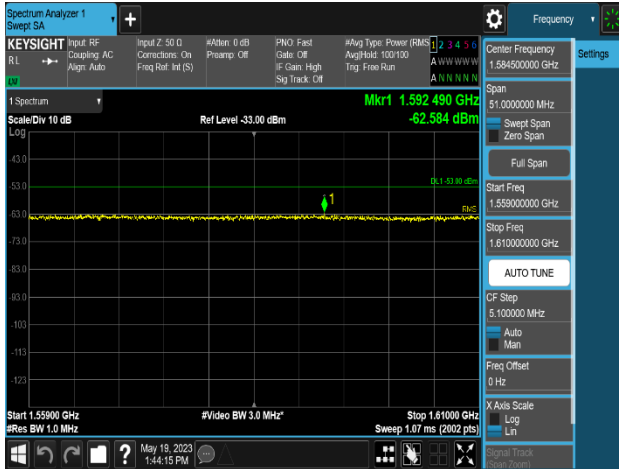 Spectrum Analyzer 1
Swept SA
+
Frequency
KEYSIGHT
RL
Input: RF
Coupling: AC
Align: Auto
Input Z: 50 Ω
Corrections: On
Freq Ref: Int (S)
#Atten: 0 dB
Preamp: Off
PNO: Fast
Gate: Off
IF Gain: High
Sig Track: Off
#Avg Type: Power (RMS
Avg|Hold: 100/100
Trig: Free Run
1 2 3 4 5 6
A W W W W W
A N N N N N
1 Spectrum
Scale/Div 10 dB
Ref Level -33.00 dBm
Mkr1 1.592 490 GHz
-62.584 dBm
Log
-43.0
-53.0
-63.0
-73.0
-83.0
-93.0
-103
-113
-123
DL1 -53.00 dBm
1
RMS
Start 1.55900 GHz
#Res BW 1.0 MHz
#Video BW 3.0 MHz*
Stop 1.61000 GHz
Sweep 1.07 ms (2002 pts)
Center Frequency
1.584500000 GHz
Settings
Span
51.0000000 MHz
Swept Span
Zero Span
Full Span
Start Freq
1.559000000 GHz
Stop Freq
1.610000000 GHz
AUTO TUNE
CF Step
5.100000 MHz
Auto
Man
Freq Offset
0 Hz
X Axis Scale
Log
Lin
Signal Track
(Span Zoom)
?
May 19, 2023
1:44:15 PM